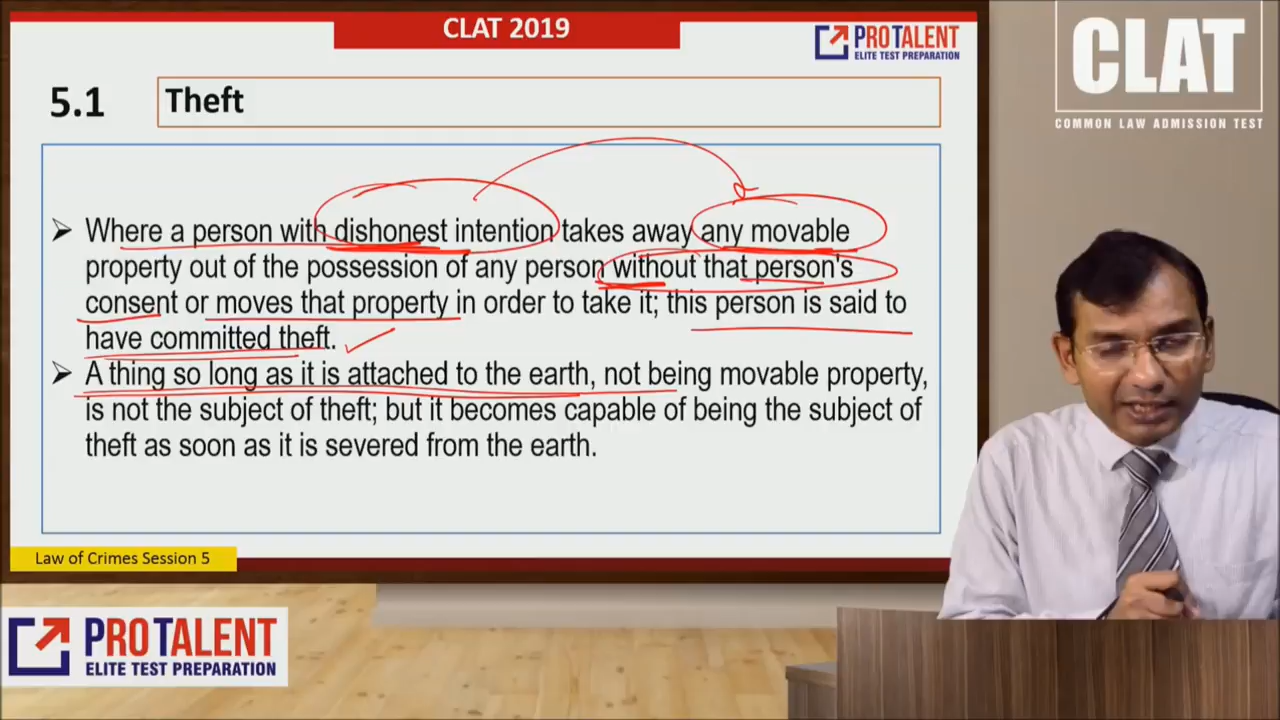 CLAT 2019
PROTALENT
ELITE TEST PREPARATION
CLAT
COMMON LAW ADMISSION TEST
5.1
Theft
➢ Where a person with dishonest intention takes away any movable
property out of the possession of any person without that person's
consent or moves that property in order to take it; this person is said to
have committed theft.
➢ A thing so long as it is attached to the earth, not being movable property,
is not the subject of theft; but it becomes capable of being the subject of
theft as soon as it is severed from the earth.
Law of Crimes Session 5
PROTALENT
ELITE TEST PREPARATION